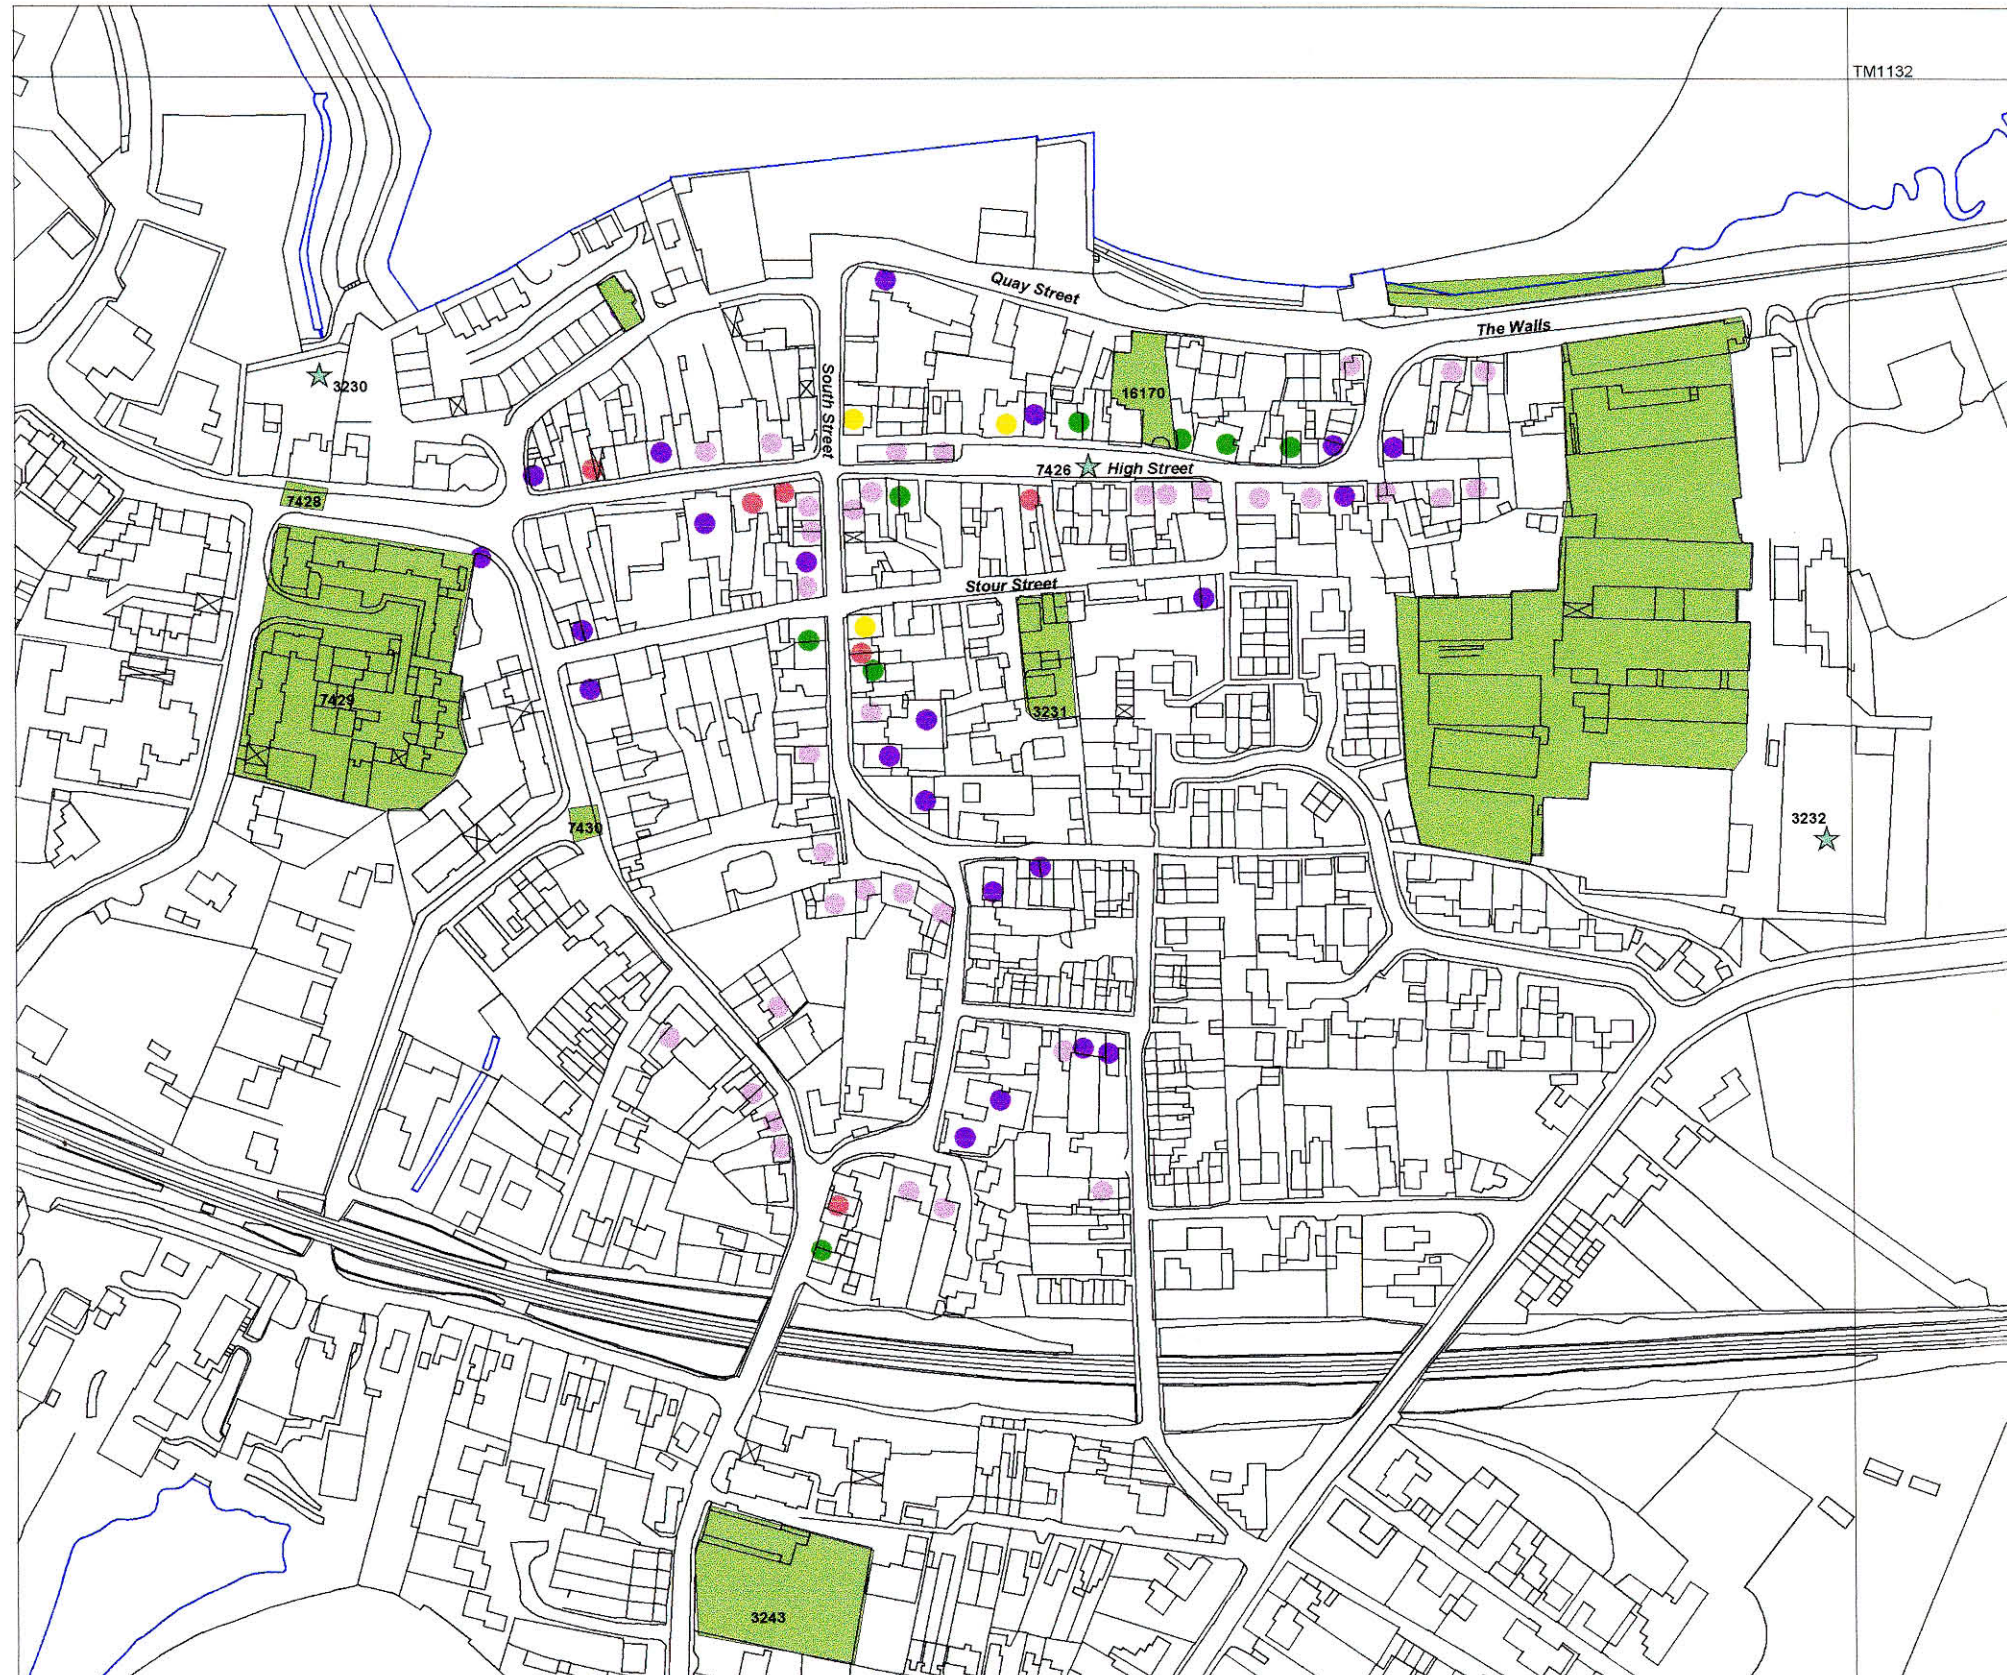 TM1132
Quay Street
The Walls
South Street
3230
16170
7426
High Street
7428
Stour Street
7429
3231
7430
3232
3243